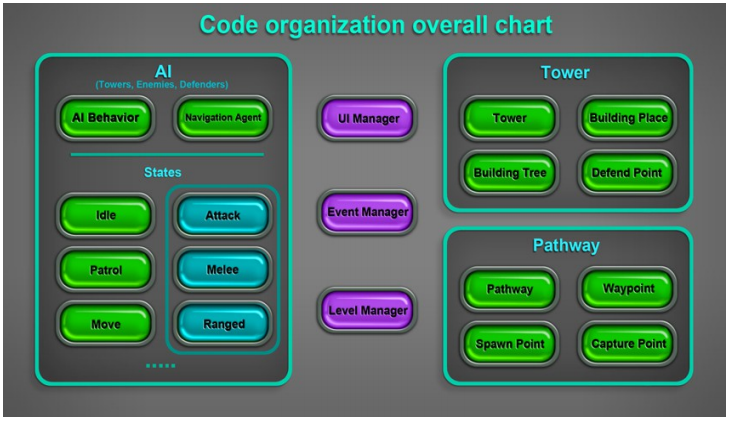 Code organization overall chart
AI
(Towers, Enemies, Defenders)
AI Behavior
Navigation Agent
States
Idle
Attack
Patrol
Melee
Move
Ranged
UI Manager
Event Manager
Level Manager
Tower
Tower
Building Place
Building Tree
Defend Point
Pathway
Pathway
Waypoint
Spawn Point
Capture Point